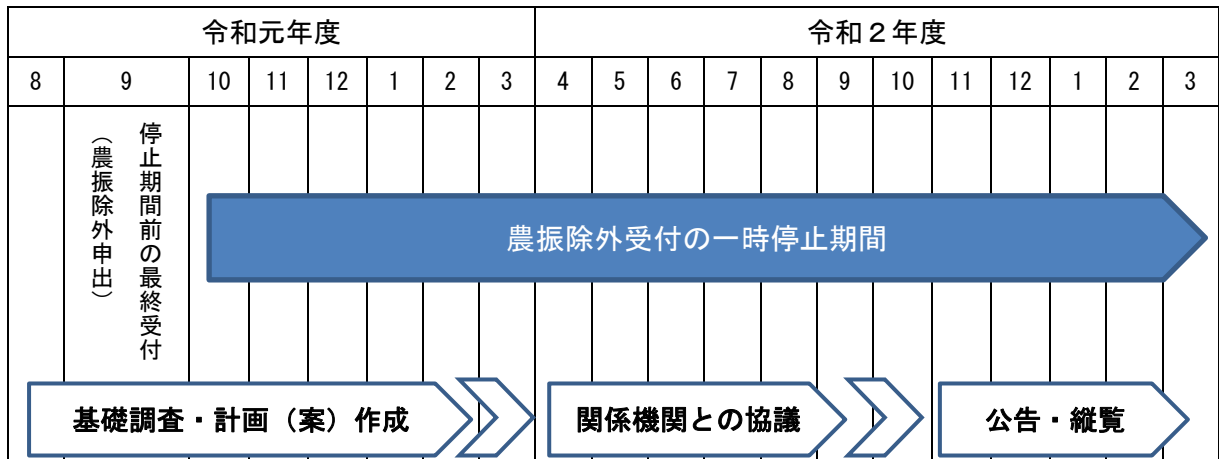 令和元年度
令和２年度
8 9 10 11 12 1 2 3 4 5 6 7 8 9 10 11 12 1 2 3
停止期間前の最終受付
（農振除外申出）
農振除外受付の一時停止期間
基礎調査・計画（案）作成
関係機関との協議
公告・縦覧